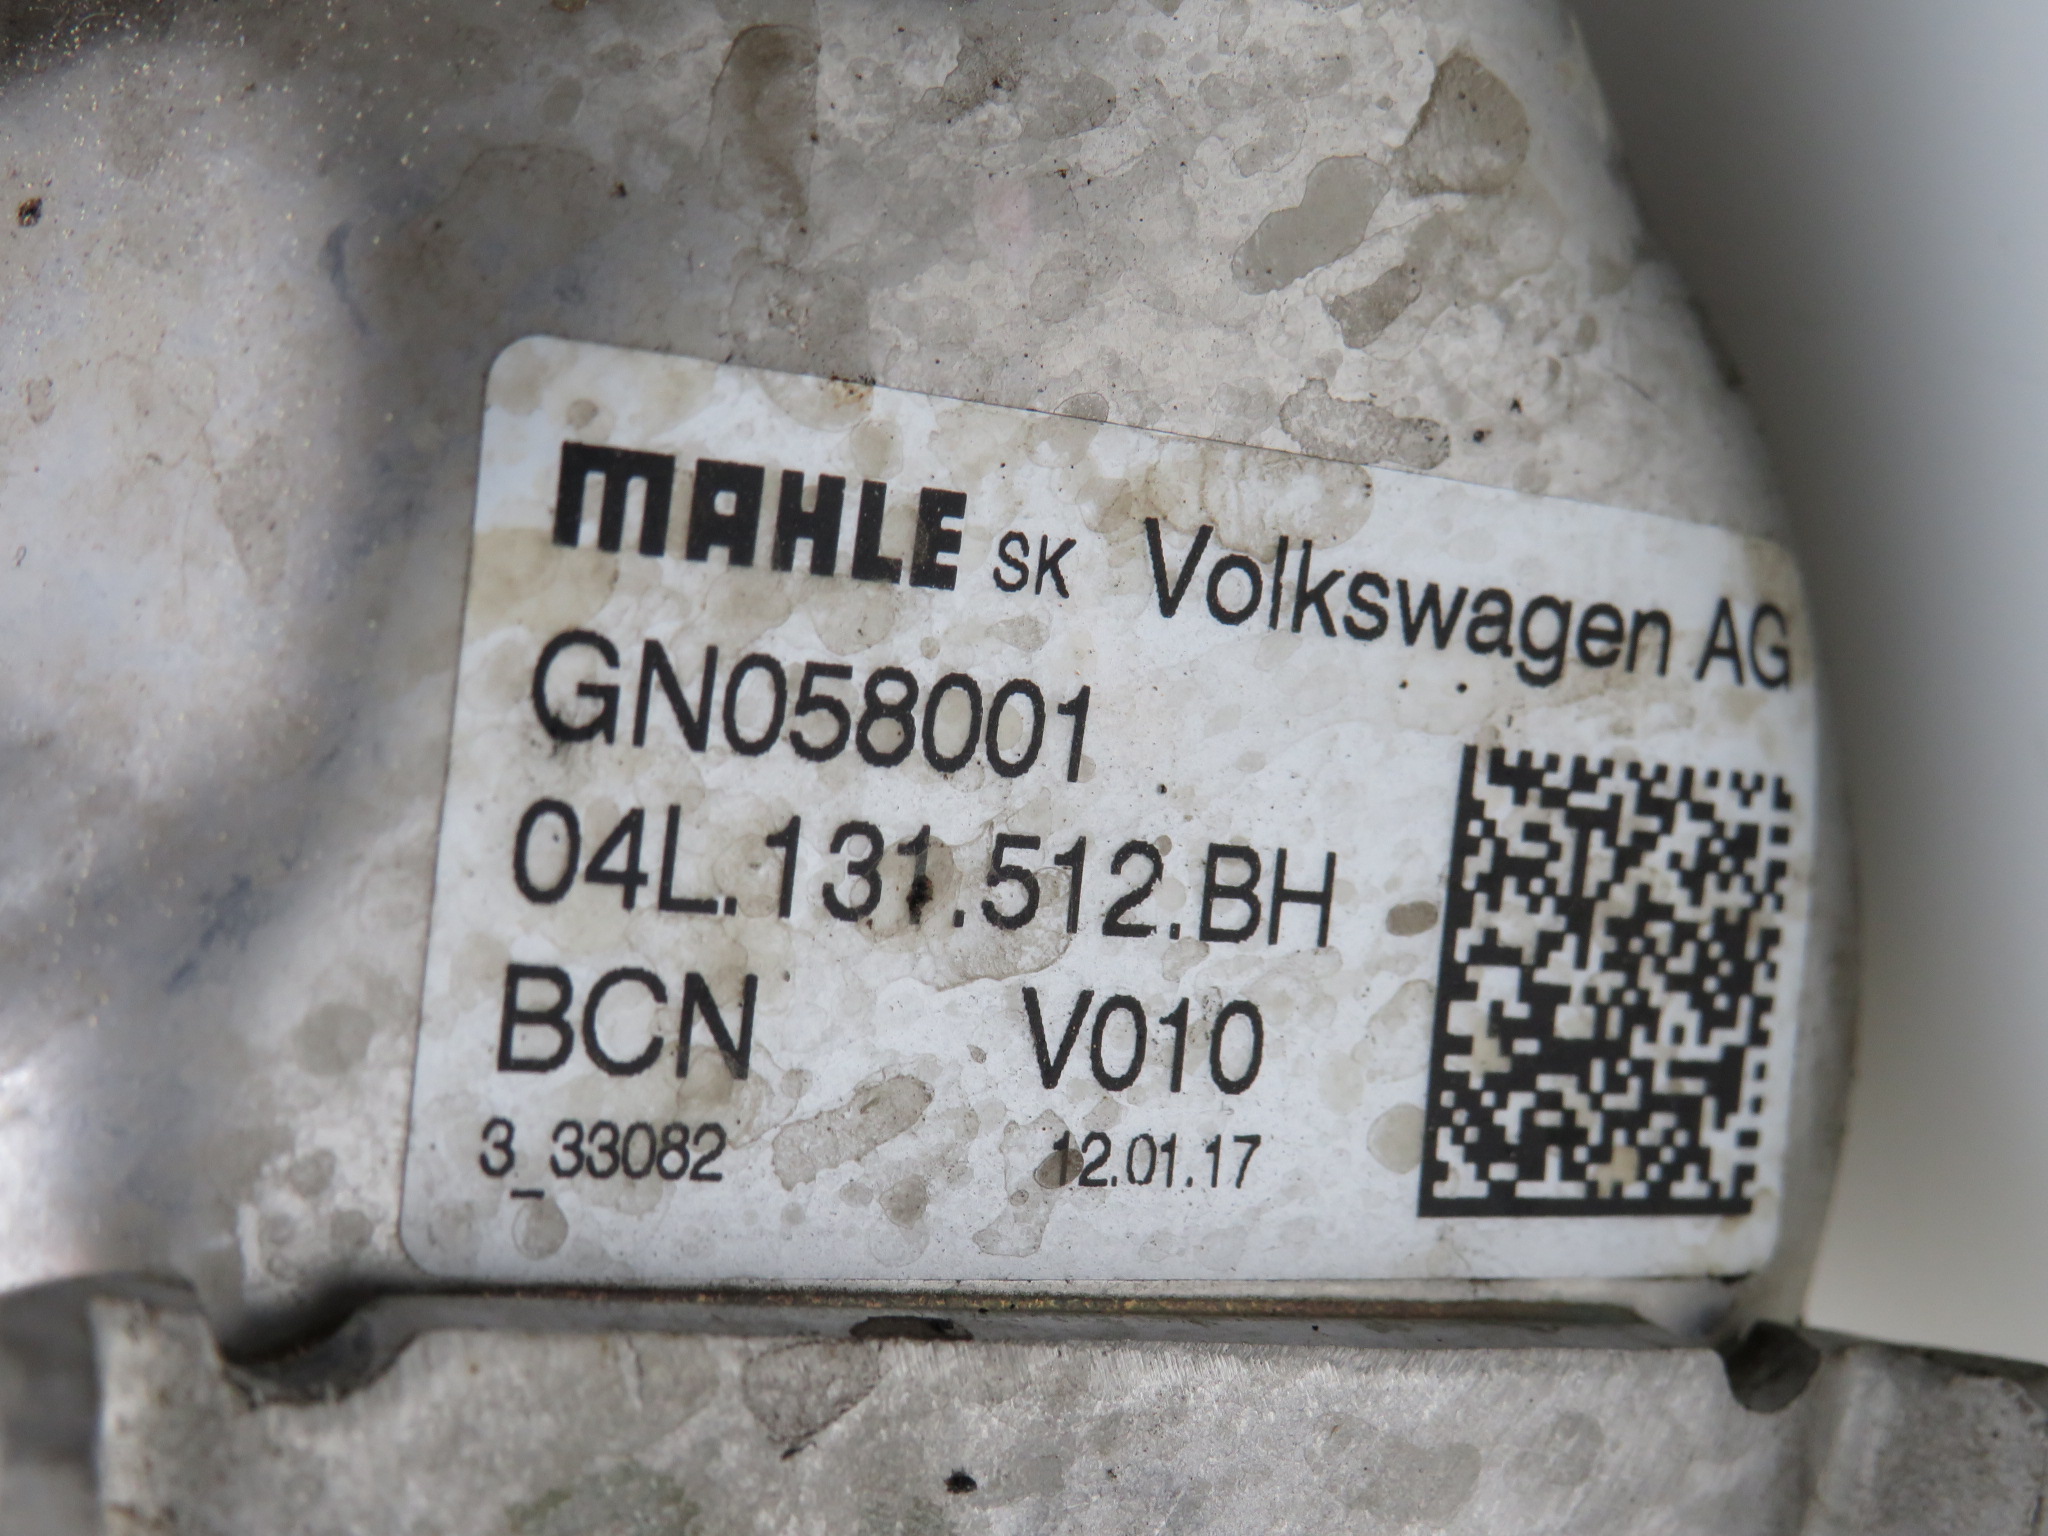 MAHLE SK Volkswagen AG
GN058001
04L.131.512.BH
BCN V010
3_33082 12.01.17